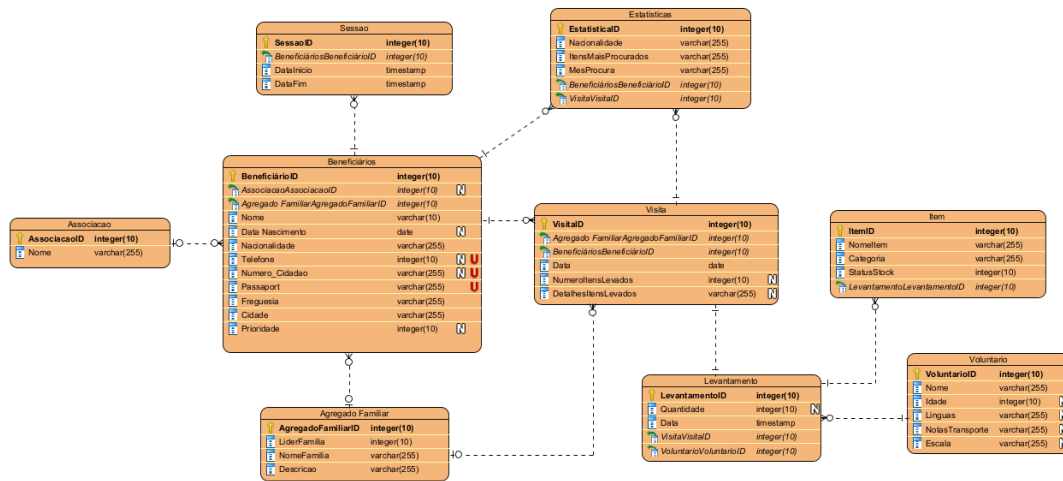 Sessao
SessaoID integer(10)
BeneficiáriosBeneficiárioID integer(10)
DataInicio timestamp
DataFim timestamp
Estatisticas
EstatisticaID integer(10)
Nacionalidade varchar(255)
ItensMaisProcurados varchar(255)
MesProcura varchar(255)
BeneficiáriosBeneficiárioID integer(10)
VisitaVisitaID integer(10)
Beneficiários
BeneficiárioID integer(10)
AssociacaoAssociacaoID integer(10) N
Agregado FamiliarAgregadoFamiliarID integer(10)
Nome varchar(10)
Data Nascimento date N
Nacionalidade varchar(255)
Telefone integer(10) N U
Numero_Cidadao varchar(255) N U
Passaport varchar(255) U
Freguesia varchar(255)
Cidade varchar(255)
Prioridade integer(10) N
Associacao
AssociacaoID integer(10)
Nome varchar(255)
Visita
VisitaID integer(10)
Agregado FamiliarAgregadoFamiliarID integer(10)
BeneficiáriosBeneficiárioID integer(10)
Data date
NumeroItensLevados integer(10) N
DetalhesItensLevados varchar(255) N
Item
ItemID integer(10)
NomeItem varchar(255)
Categoria varchar(255)
StatusStock integer(10)
LevantamentoLevantamentoID integer(10)
Agregado Familiar
AgregadoFamiliarID integer(10)
LiderFamilia integer(10)
NomeFamilia varchar(255)
Descricao varchar(255)
Levantamento
LevantamentoID integer(10)
Quantidade integer(10) N
Data timestamp
VisitaVisitaID integer(10)
VoluntarioVoluntarioID integer(10)
Voluntario
VoluntarioID integer(10)
Nome varchar(255)
Idade integer(10) N
Linguas varchar(255) N
NotasTransporte varchar(255) N
Escala varchar(255) N